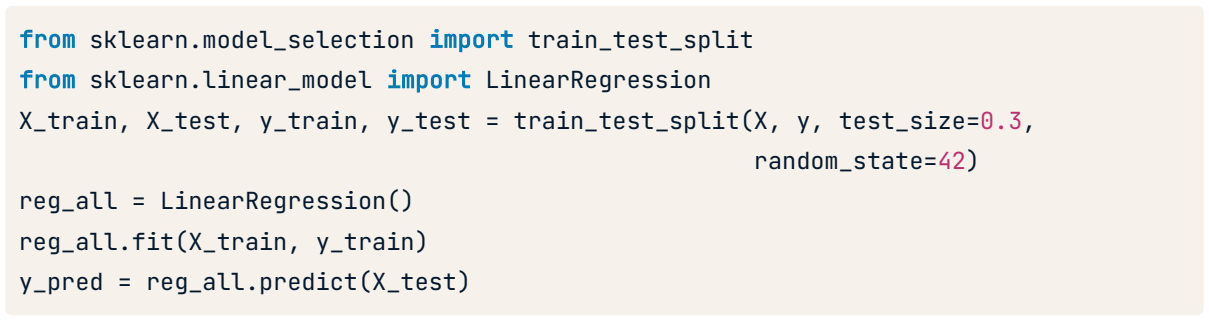 from sklearn.model_selection import train_test_split
from sklearn.linear_model import LinearRegression
X_train, X_test, y_train, y_test = train_test_split(X, y, test_size=0.3,
random_state=42)
reg_all = LinearRegression()
reg_all.fit(X_train, y_train)
y_pred = reg_all.predict(X_test)